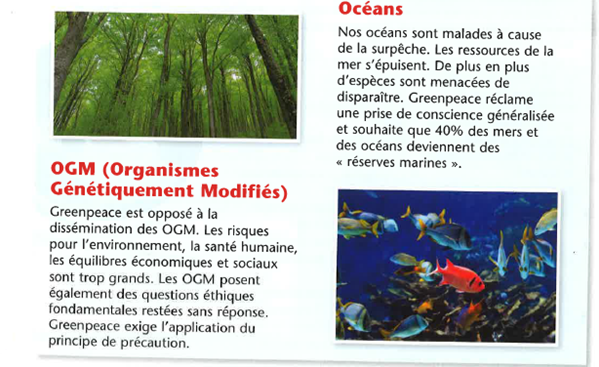 OGM (Organismes
Génétiquement Modifiés)
Greenpeace est opposé à la
dissémination des OGM. Les risques
pour l'environnement, la santé humaine,
les équilibres économiques et sociaux
sont trop grands. Les OGM posent
également des questions éthiques
fondamentales restées sans réponse.
Greenpeace exige l'application du
principe de précaution.
Océans
Nos océans sont malades à cause
de la surpêche. Les ressources de la
mer s'épuisent. De plus en plus
d'espèces sont menacées de
disparaître. Greenpeace réclame
une prise de conscience généralisée
et souhaite que 40% des mers et
des océans deviennent des
« réserves marines ».